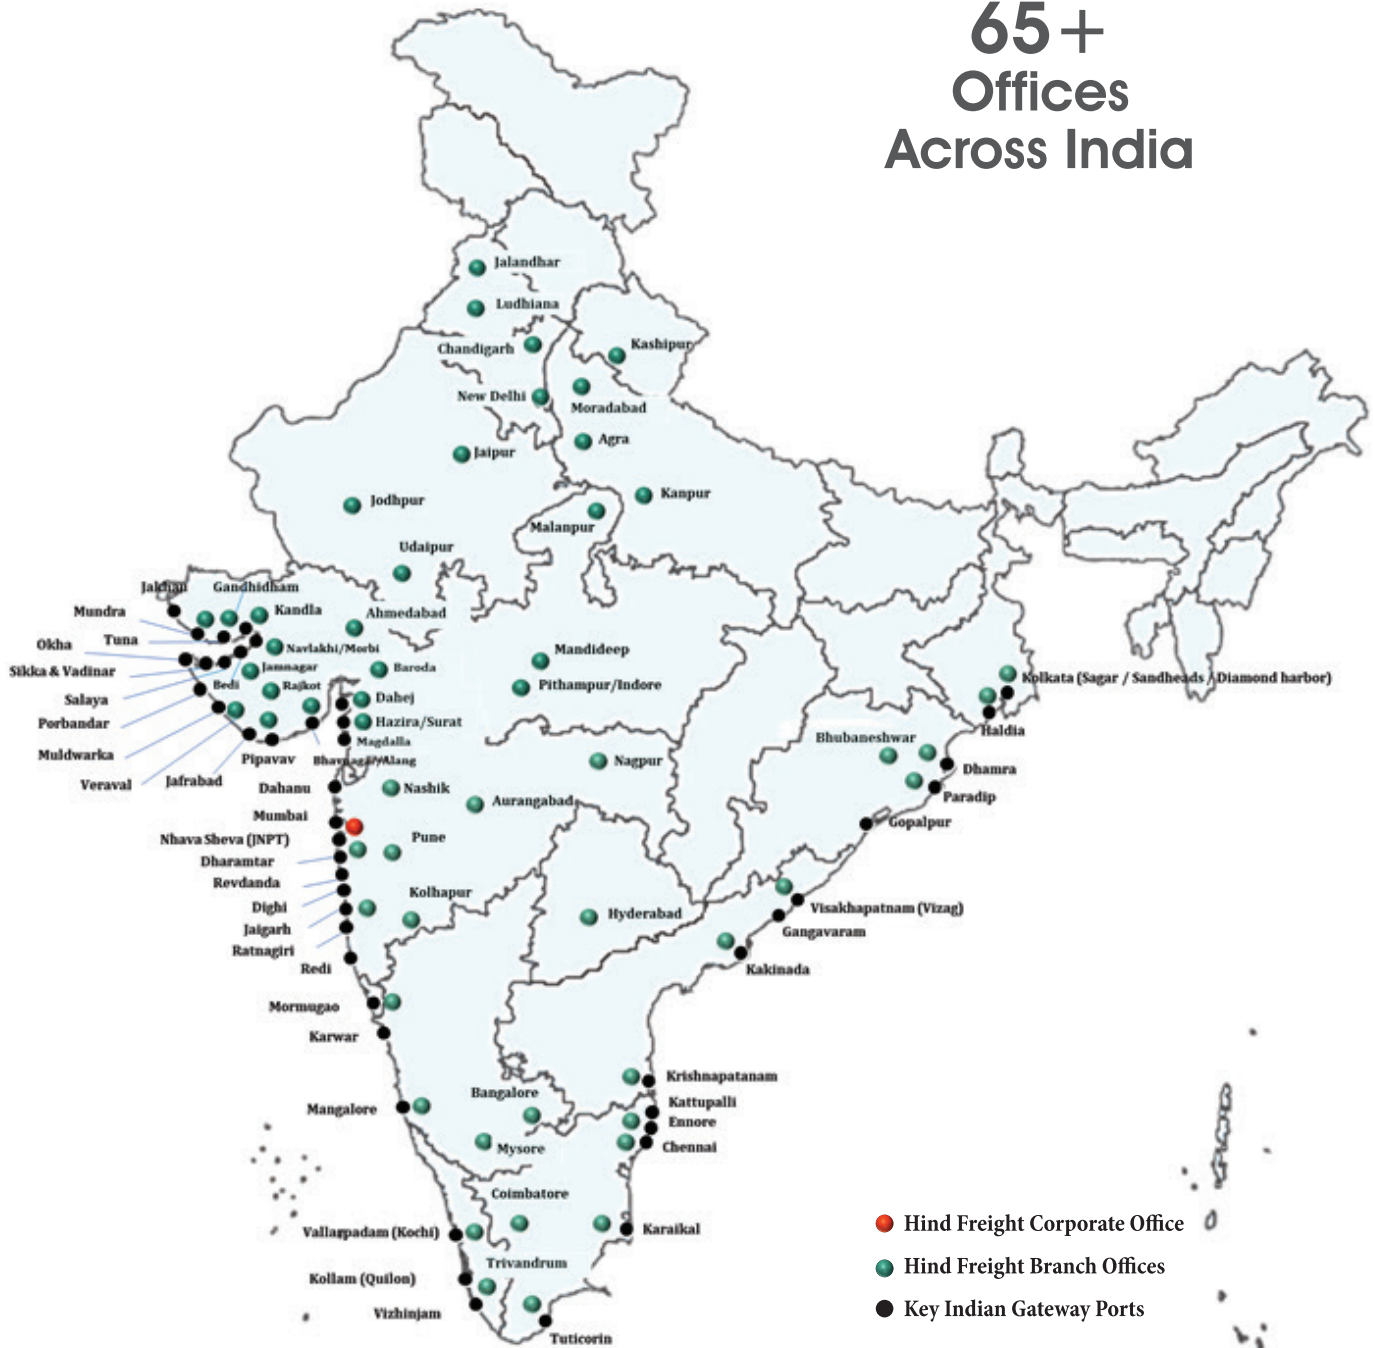 65+
Offices
Across India
Jalandhar
Ludhiana
Chandigarh
Kashipur
New Delhi
Moradabad
Agra
Jaipur
Jodhpur
Kanpur
Malanpur
Udaipur
Jakhau
Gandhidham
Mundra
Kandla
Ahmedabad
Okha
Tuna
Navlakhi/Morbi
Mandideep
Sikka & Vadinar
Jamnagar
Baroda
Bedi
Rajkot
Pithampur/Indore
Kolkata (Sagar / Sandheads / Diamond harbor)
Salaya
Dahej
Porbandar
Hazira/Surat
Haldia
Magdalla
Bhubaneshwar
Muldwarka
Pipavav
Bhavnagar/Alang
Nagpur
Dhamra
Veraval
Jafrabad
Dahanu
Nashik
Aurangabad
Paradip
Mumbai
Gopalpur
Nhava Sheva (JNPT)
Pune
Dharamtar
Revdanda
Kolhapur
Dighi
Hyderabad
Visakhapatnam (Vizag)
Jaigarh
Gangavaram
Ratnagiri
Redi
Kakinada
Mormugao
Karwar
Krishnapatanam
Bangalore
Kattupalli
Mangalore
Ennore
Mysore
Chennai
Coimbatore
Vallarpadam (Kochi)
Karaikal
Trivandrum
Kollam (Quilon)
Vizhinjam
Tuticorin
Hind Freight Corporate Office
Hind Freight Branch Offices
Key Indian Gateway Ports